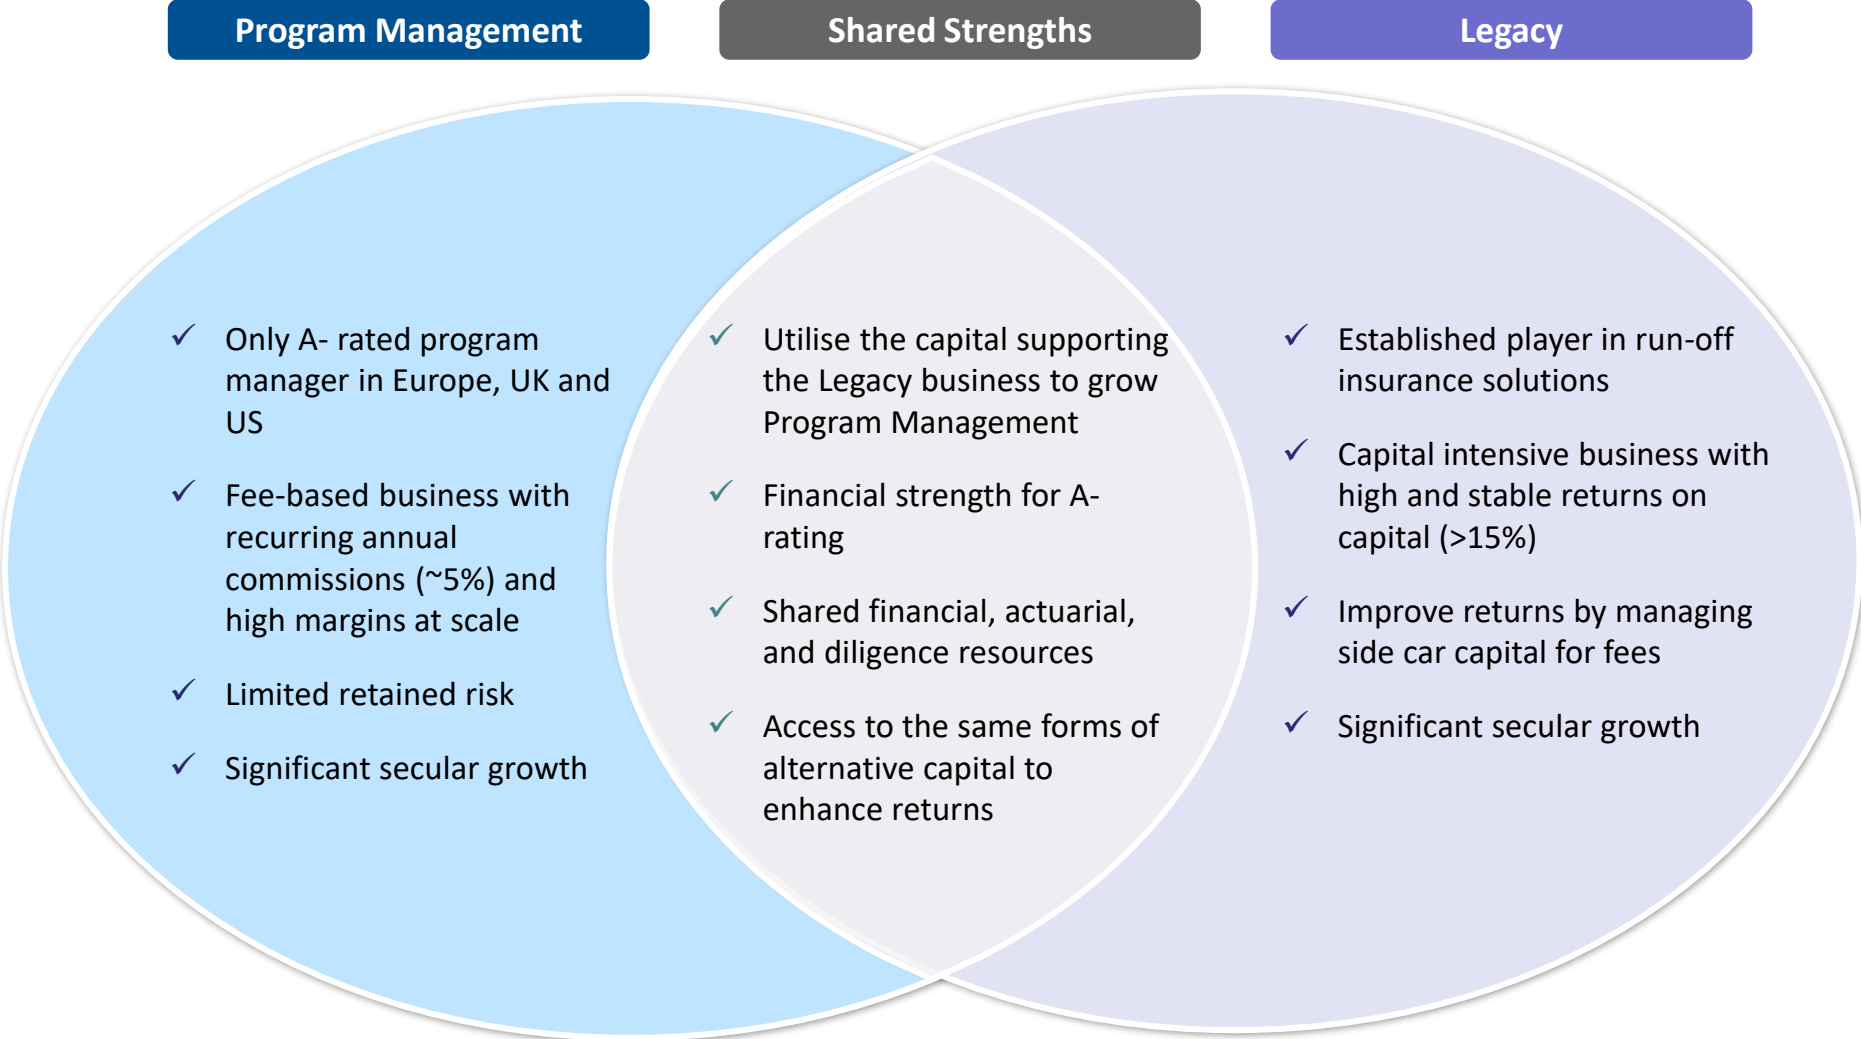 Program Management
Shared Strengths
Legacy
✓ Only A- rated program
manager in Europe, UK and
US
✓ Fee-based business with
recurring annual
commissions (~5%) and
high margins at scale
✓ Limited retained risk
✓ Significant secular growth
✓ Utilise the capital supporting
the Legacy business to grow
Program Management
✓ Financial strength for A-
rating
✓ Shared financial, actuarial,
and diligence resources
✓ Access to the same forms of
alternative capital to
enhance returns
✓ Established player in run-off
insurance solutions
✓ Capital intensive business with
high and stable returns on
capital (>15%)
✓ Improve returns by managing
side car capital for fees
✓ Significant secular growth